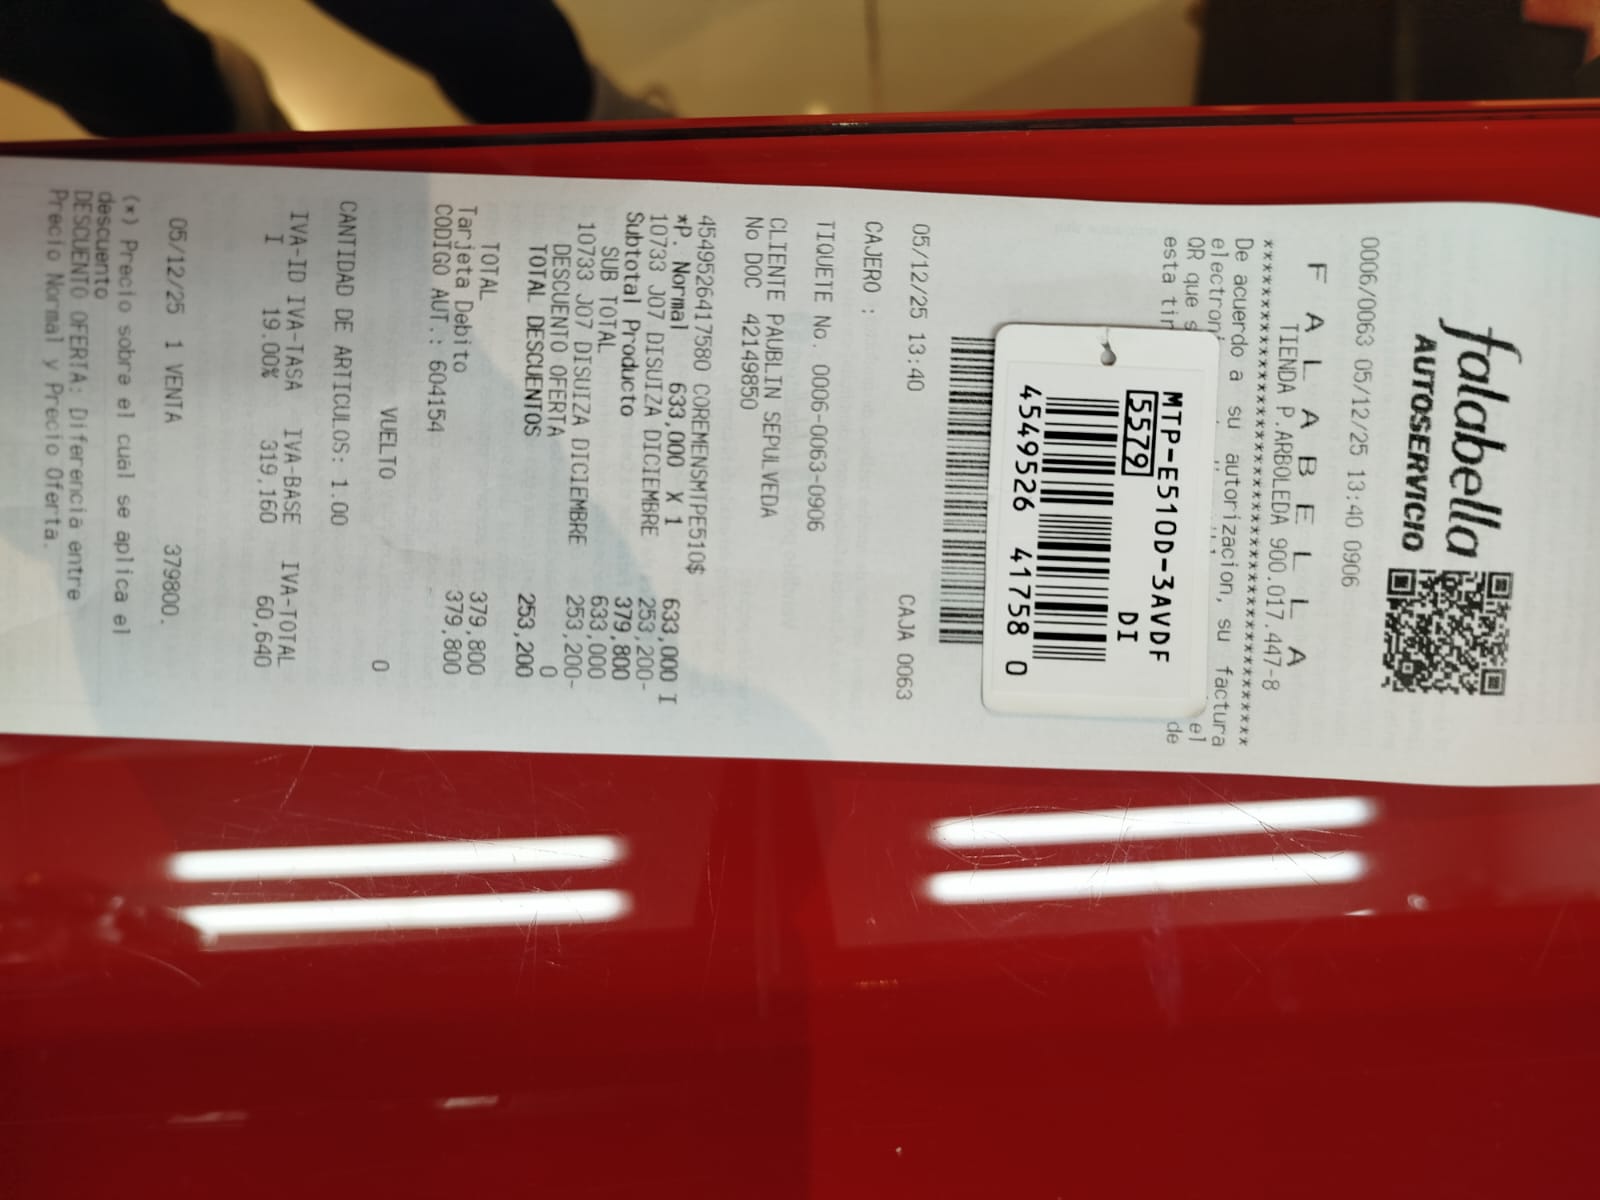 falabella
AUTOSERVICIO
0006/0063 05/12/25 13:40 0906
F A L A B E L L A
TIENDA P.ARBOLEDA 900.017.447-8
De acuerdo a su autorizacion, su factura
QR que el
esta de
MTP-E510D-3AVDF
DI
5579
4549526 41758 0
05/12/25 13:40 CAJA 0063
CAJERO :
TIQUETE No. 0006-0063-0906
CLIENTE PAUBLIN SEPULVEDA
No DOC 42149850
4549526417580 COREMENSMTPE510$
*P. Normal 633,000 X 1 633,000 I
10733 J07 DISUIZA DICIEMBRE 253,200-
Subtotal Producto 379,800
SUB TOTAL 633,000
10733 J07 DISUIZA DICIEMBRE 253,200-
DESCUENTO OFERTA 0
TOTAL DESCUENTOS 253,200
TOTAL 379,800
Tarjeta Debito 379,800
CODIGO AUT.: 604154
VUELTO 0
CANTIDAD DE ARTICULOS: 1.00
IVA-ID IVA-TASA IVA-BASE IVA-TOTAL
I 19.00% 319,160 60,640
05/12/25 1 VENTA 379800.
(*) Precio sobre el cual se aplica el
descuento
DESCUENTO OFERTA: Diferencia entre
Precio Normal y Precio Oferta.